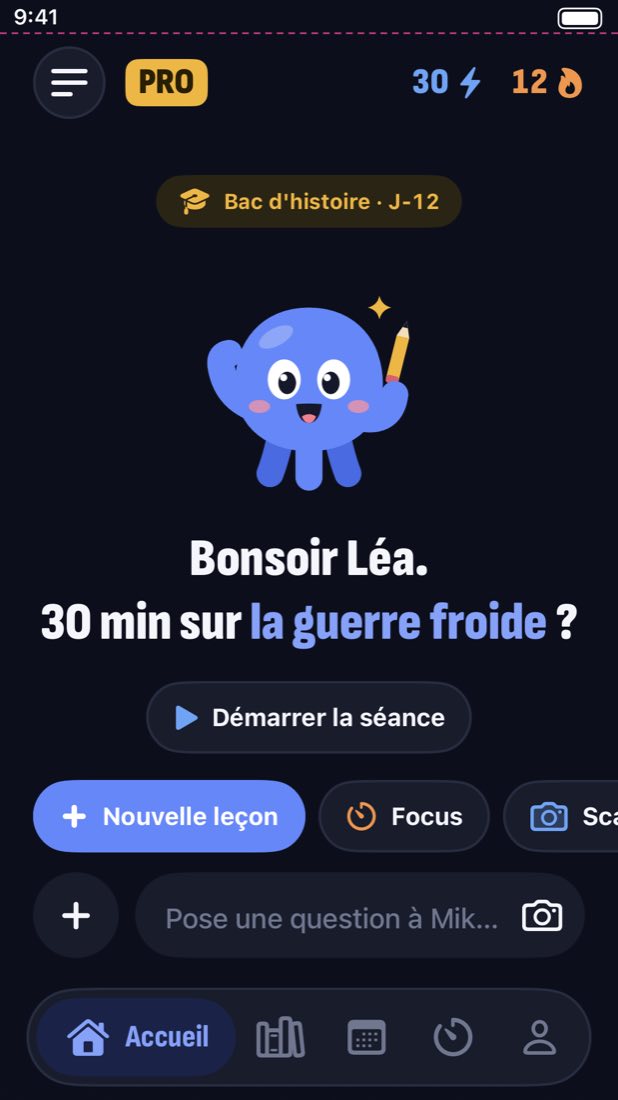 9:41
PRO
30
12
Bac d'histoire · J-12
Bonsoir Léa.
30 min sur la guerre froide ?
Démarrer la séance
Nouvelle leçon
Focus
Sca
Pose une question à Mik...
Accueil